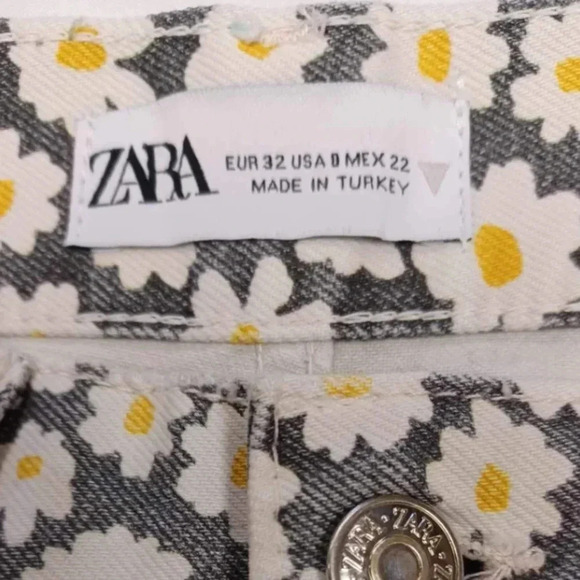 ZARA
EUR 32 USA 0 MEX 22
MADE IN TURKEY
ZARA · ZARA · Z